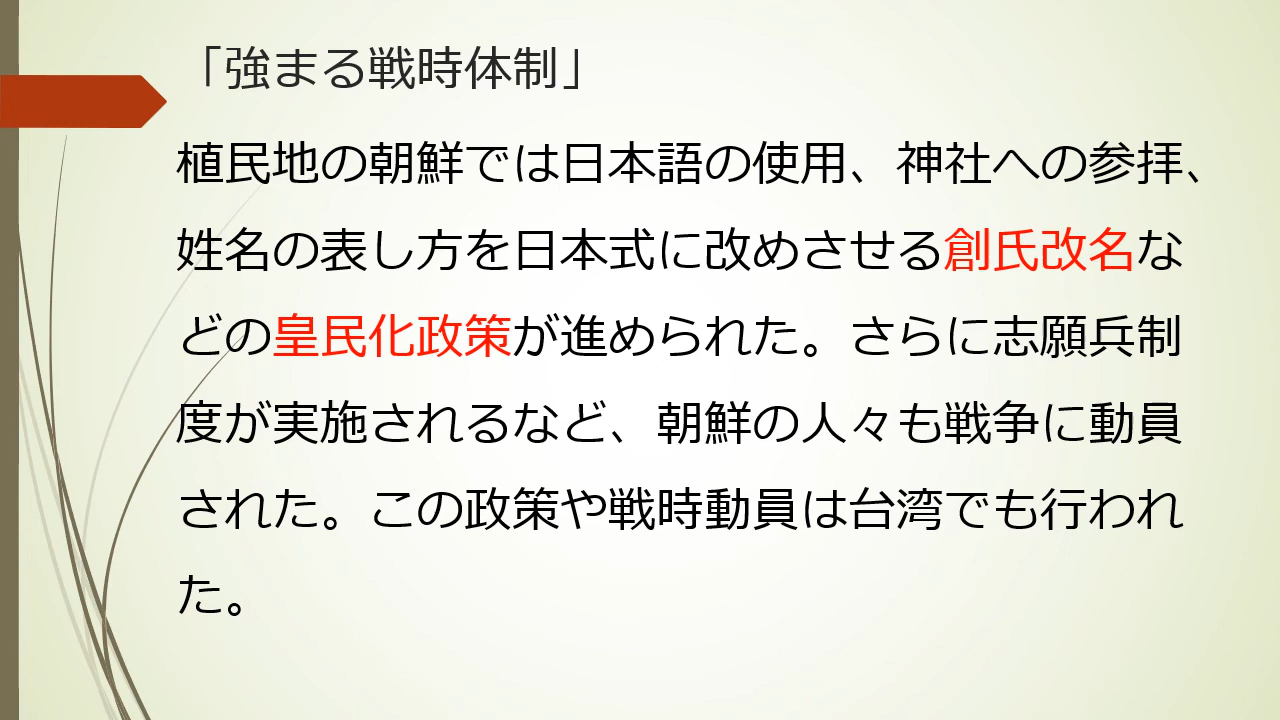 「強まる戦時体制」
植民地の朝鮮では日本語の使用、神社への参拝、
姓名の表し方を日本式に改めさせる創氏改名な
どの皇民化政策が進められた。さらに志願兵制
度が実施されるなど、朝鮮の人々も戦争に動員
された。この政策や戦時動員は台湾でも行われ
た。